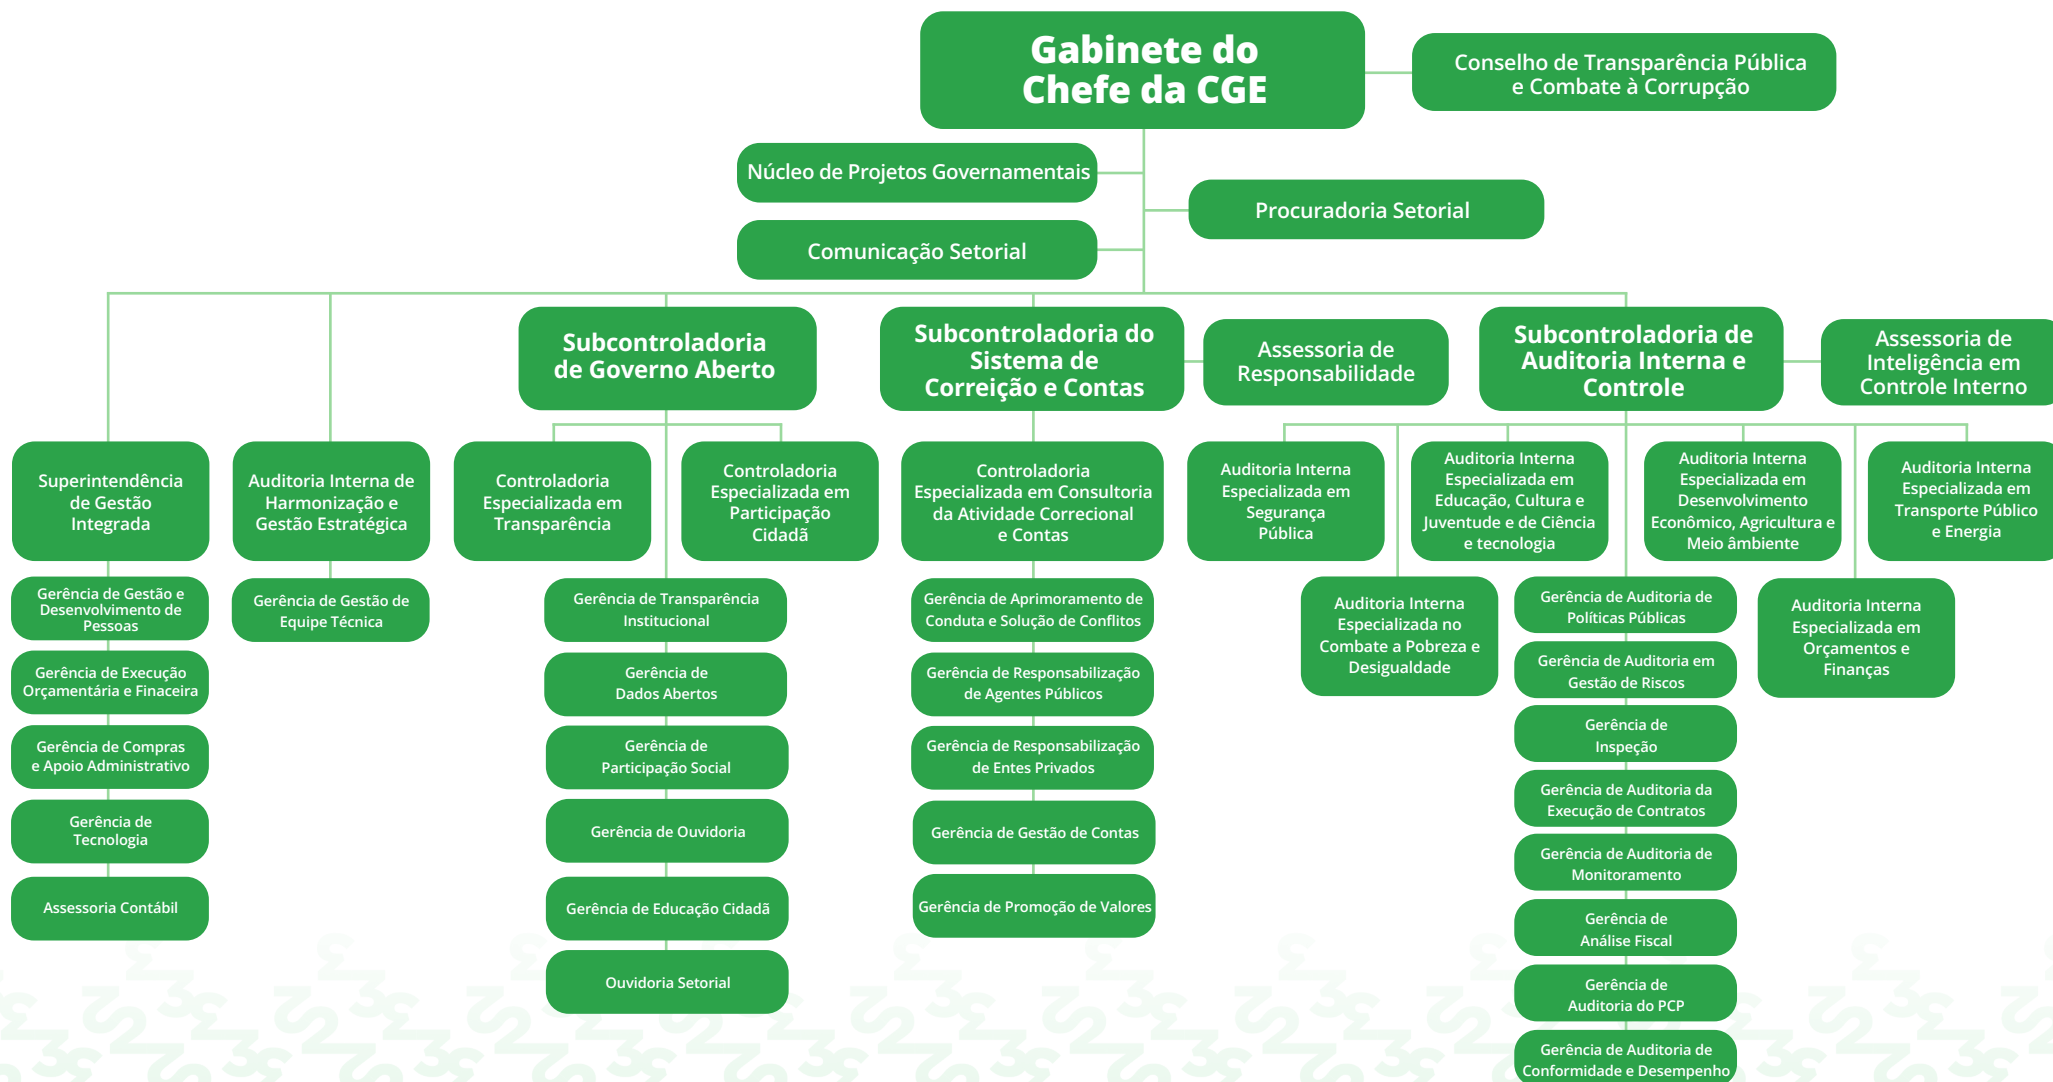 Gabinete do
Chefe da CGE
Conselho de Transparência Pública
e Combate à Corrupção
Núcleo de Projetos Governamentais
Procuradoria Setorial
Comunicação Setorial
Subcontroladoria
de Governo Aberto
Subcontroladoria do
Sistema de
Correição e Contas
Assessoria de
Responsabilidade
Subcontroladoria de
Auditoria Interna e
Controle
Assessoria de
Inteligência em
Controle Interno
Superintendência
de Gestão
Integrada
Auditoria Interna de
Harmonização e
Gestão Estratégica
Controladoria
Especializada em
Transparência
Controladoria
Especializada em
Participação
Cidadã
Controladoria
Especializada em Consultoria
da Atividade Correcional
e Contas
Auditoria Interna
Especializada em
Segurança
Pública
Auditoria Interna
Especializada em
Educação, Cultura e
Juventude e de Ciência
e tecnologia
Auditoria Interna
Especializada em
Desenvolvimento
Econômico, Agricultura e
Meio âmbiente
Auditoria Interna
Especializada em
Transporte Público
e Energia
Gerência de Gestão e
Desenvolvimento de
Pessoas
Gerência de Execução
Orçamentária e Finaceira
Gerência de Compras
e Apoio Administrativo
Gerência de
Tecnologia
Assessoria Contábil
Gerência de Gestão de
Equipe Técnica
Gerência de Transparência
Institucional
Gerência de
Dados Abertos
Gerência de
Participação Social
Gerência de Ouvidoria
Gerência de Educação Cidadã
Ouvidoria Setorial
Gerência de Aprimoramento de
Conduta e Solução de Conflitos
Gerência de Responsabilização
de Agentes Públicos
Gerência de Responsabilização
de Entes Privados
Gerência de Gestão de Contas
Gerência de Promoção de Valores
Auditoria Interna
Especializada no
Combate a Pobreza e
Desigualdade
Gerência de Auditoria de
Políticas Públicas
Gerência de Auditoria em
Gestão de Riscos
Gerência de
Inspeção
Gerência de Auditoria da
Execução de Contratos
Gerência de Auditoria de
Monitoramento
Gerência de
Análise Fiscal
Gerência de
Auditoria do PCP
Gerência de Auditoria de
Conformidade e Desempenho
Auditoria Interna
Especializada em
Orçamentos e
Finanças